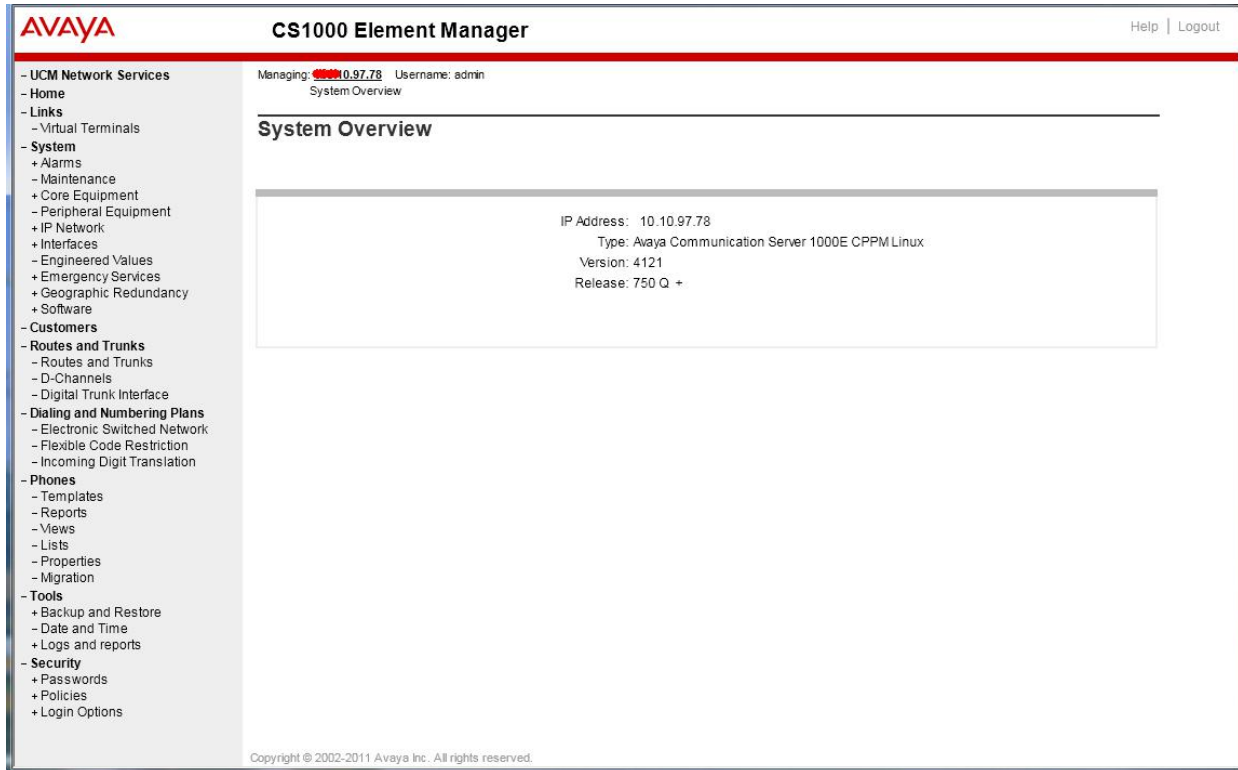 AVAYA
CS1000 Element Manager
Help | Logout
- UCM Network Services
- Home
- Links
- Virtual Terminals
- System
+ Alarms
- Maintenance
+ Core Equipment
- Peripheral Equipment
+ IP Network
+ Interfaces
- Engineered Values
+ Emergency Services
+ Geographic Redundancy
+ Software
- Customers
- Routes and Trunks
- Routes and Trunks
- D-Channels
- Digital Trunk Interface
- Dialing and Numbering Plans
- Electronic Switched Network
- Flexible Code Restriction
- Incoming Digit Translation
- Phones
- Templates
- Reports
- Views
- Lists
- Properties
- Migration
- Tools
+ Backup and Restore
- Date and Time
+ Logs and reports
- Security
+ Passwords
+ Policies
+ Login Options
Managing: 0.97.78 Username: admin
System Overview
System Overview
IP Address: 10.10.97.78
Type: Avaya Communication Server 1000E CPPM Linux
Version: 4121
Release: 750 Q +
Copyright © 2002-2011 Avaya Inc. All rights reserved.